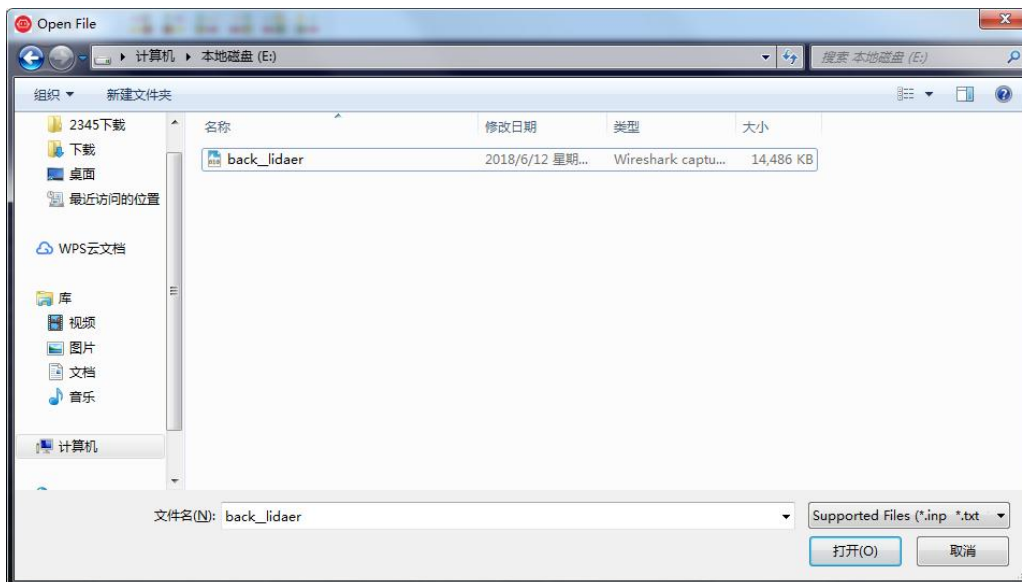 Open File
计算机 本地磁盘 (E:)
搜索 本地磁盘 (E:)
组织 新建文件夹
2345下载
下载
桌面
最近访问的位置
WPS云文档
库
视频
图片
文档
音乐
计算机
名称 修改日期 类型 大小
back_lidaer 2018/6/12 星期... Wireshark captu... 14,486 KB
文件名(N): back_lidaer
Supported Files (*.inp *.txt
打开(O) 取消